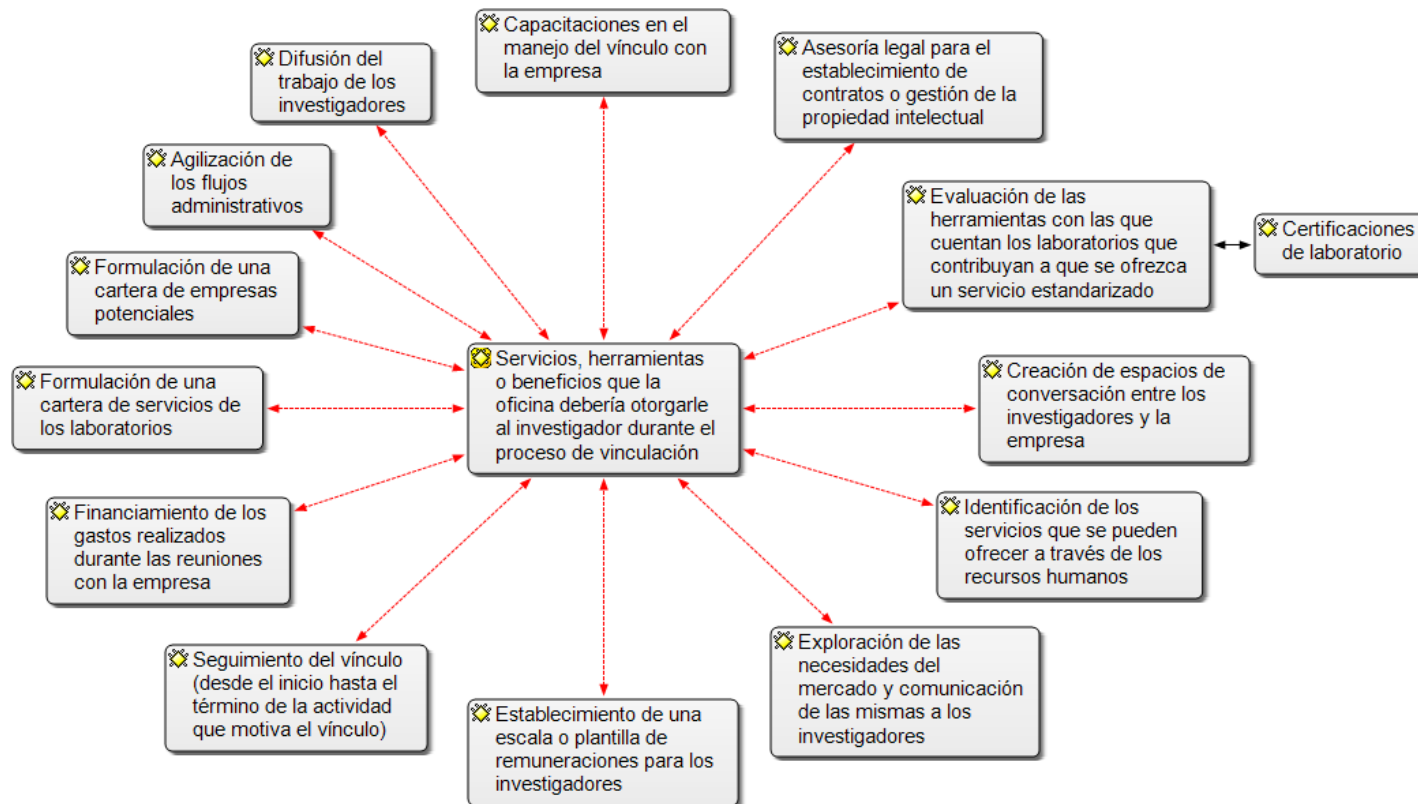 Capacitaciones en el
manejo del vínculo con
la empresa
Difusión del
trabajo de los
investigadores
Asesoría legal para el
establecimiento de
contratos o gestión de la
propiedad intelectual
Agilización de
los flujos
administrativos
Evaluación de las
herramientas con las que
cuentan los laboratorios que
contribuyan a que se ofrezca
un servicio estandarizado
Certificaciones
de laboratorio
Formulación de una
cartera de empresas
potenciales
Servicios, herramientas
o beneficios que la
oficina debería otorgarle
al investigador durante el
proceso de vinculación
Formulación de una
cartera de servicios de
los laboratorios
Creación de espacios de
conversación entre los
investigadores y la
empresa
Financiamiento de los
gastos realizados
durante las reuniones
con la empresa
Identificación de los
servicios que se pueden
ofrecer a través de los
recursos humanos
Seguimiento del vínculo
(desde el inicio hasta el
término de la actividad
que motiva el vínculo)
Establecimiento de una
escala o plantilla de
remuneraciones para los
investigadores
Exploración de las
necesidades del
mercado y comunicación
de las mismas a los
investigadores